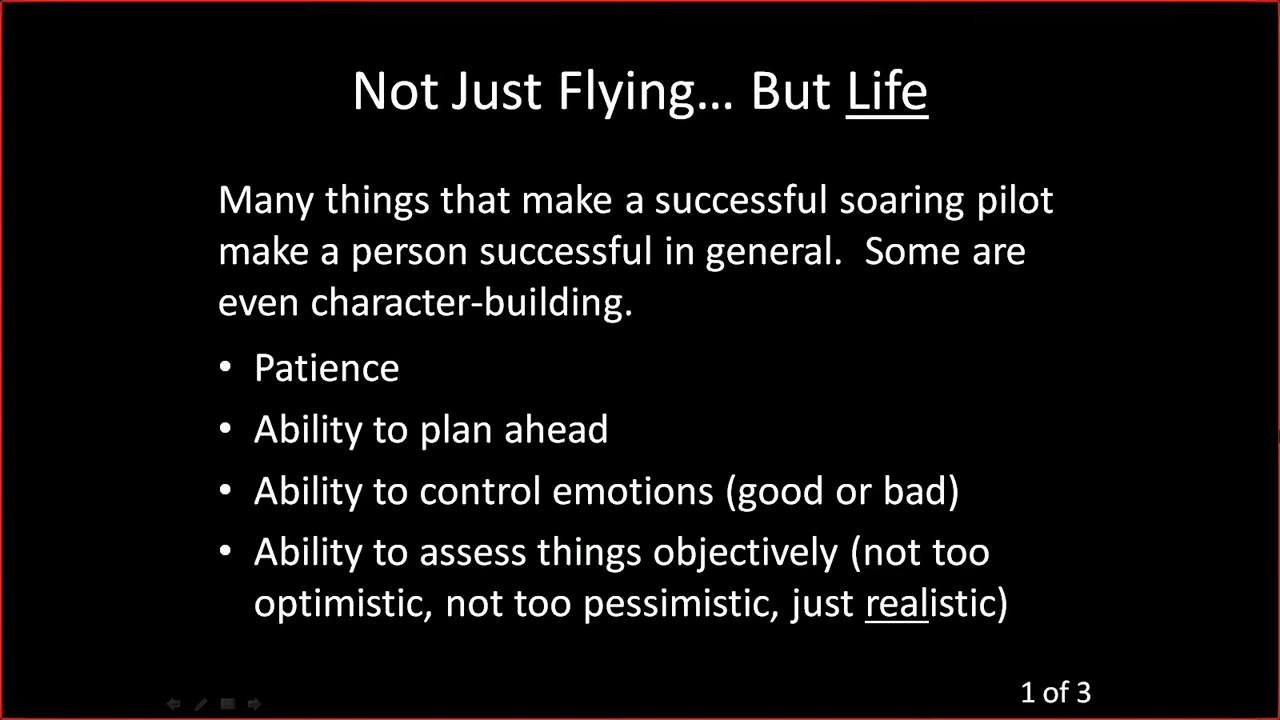 Not Just Flying... But Life
Many things that make a successful soaring pilot
make a person successful in general.  Some are
even character-building.
• Patience
• Ability to plan ahead
• Ability to control emotions (good or bad)
• Ability to assess things objectively (not too
optimistic, not too pessimistic, just realistic)
1 of 3